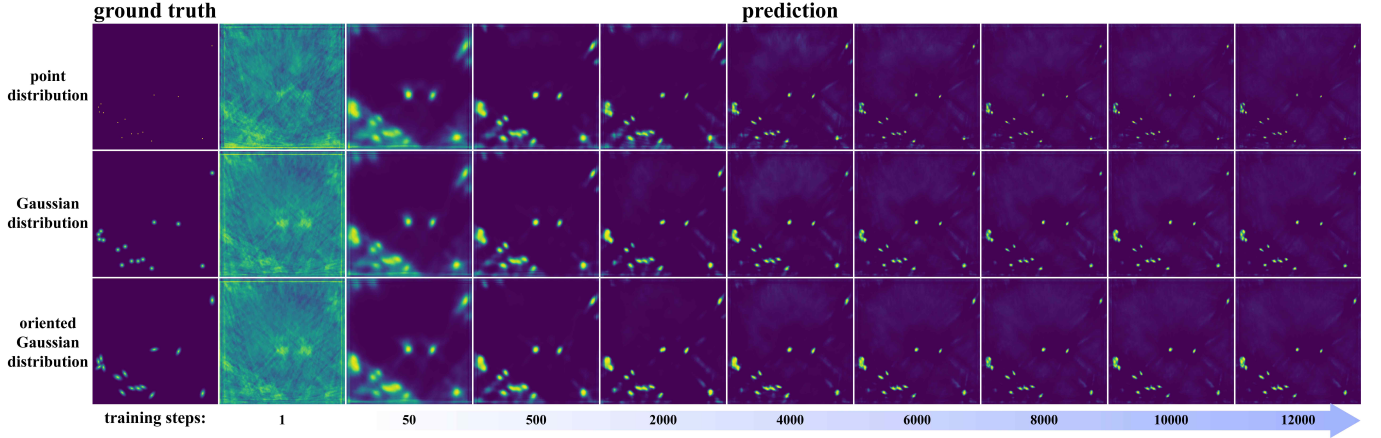 ground truth
prediction
point
distribution
Gaussian
distribution
oriented
Gaussian
distribution
training steps: 1 50 500 2000 4000 6000 8000 10000 12000